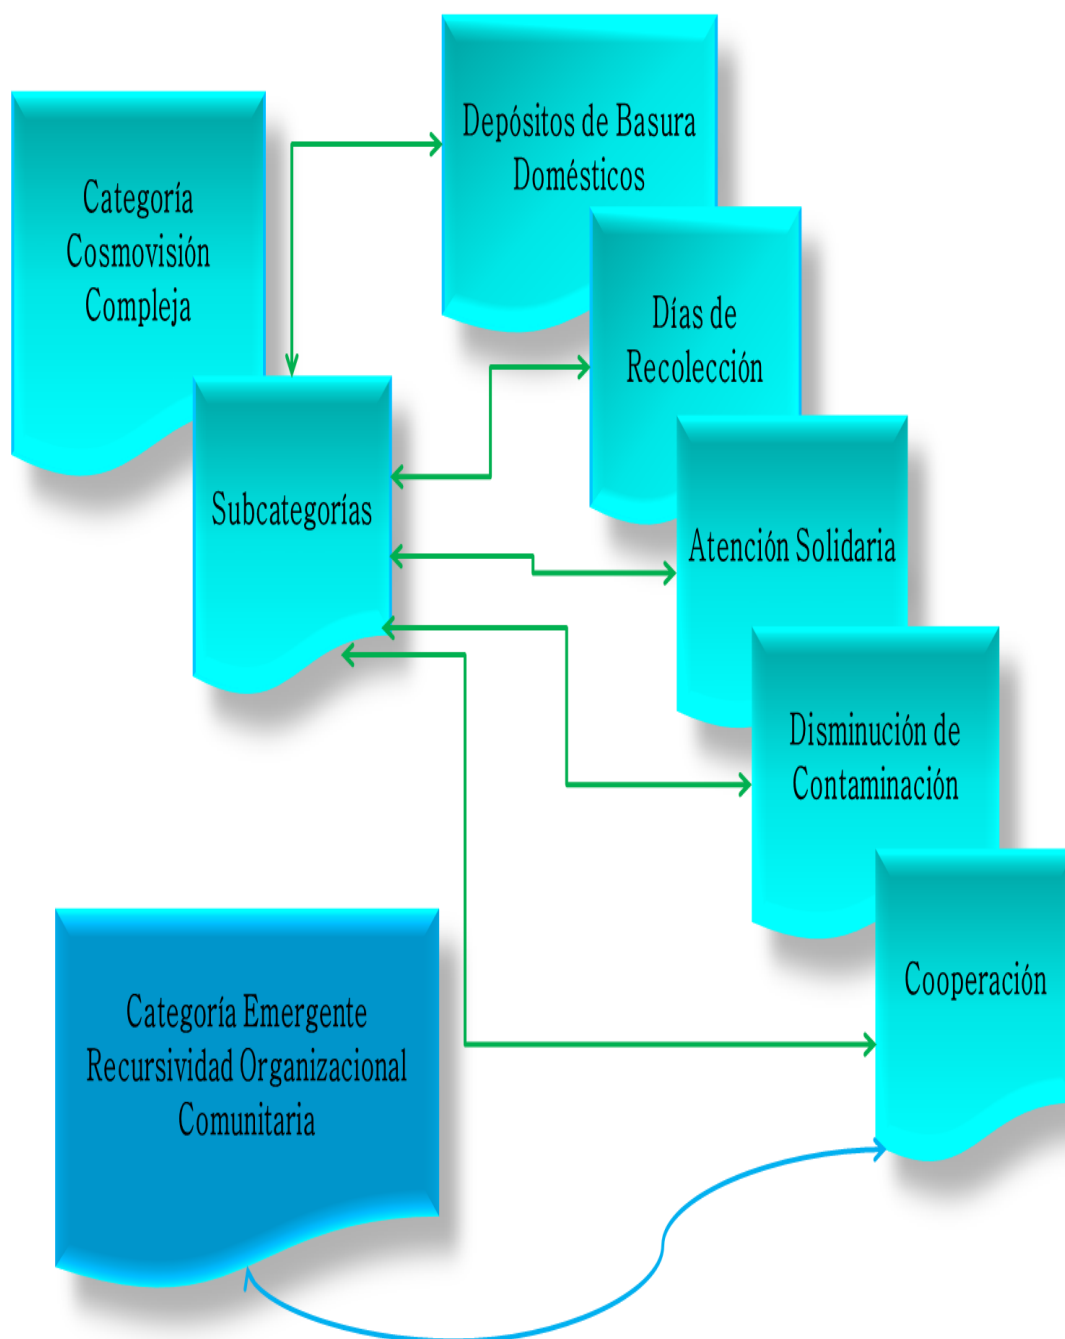 Categoría
Cosmovisión
Compleja
Depósitos de Basura
Domésticos
Días de
Recolección
Subcategorías
Atención Solidaria
Disminución de
Contaminación
Cooperación
Categoría Emergente
Recursividad Organizacional
Comunitaria